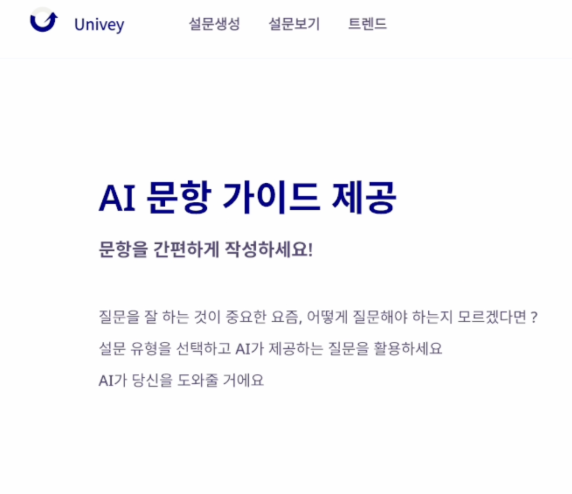 Univey 설문생성 설문보기 트렌드
AI 문항 가이드 제공
문항을 간편하게 작성하세요!
질문을 잘 하는 것이 중요한 요즘, 어떻게 질문해야 하는지 모르겠다면 ?
설문 유형을 선택하고 AI가 제공하는 질문을 활용하세요
AI가 당신을 도와줄 거에요